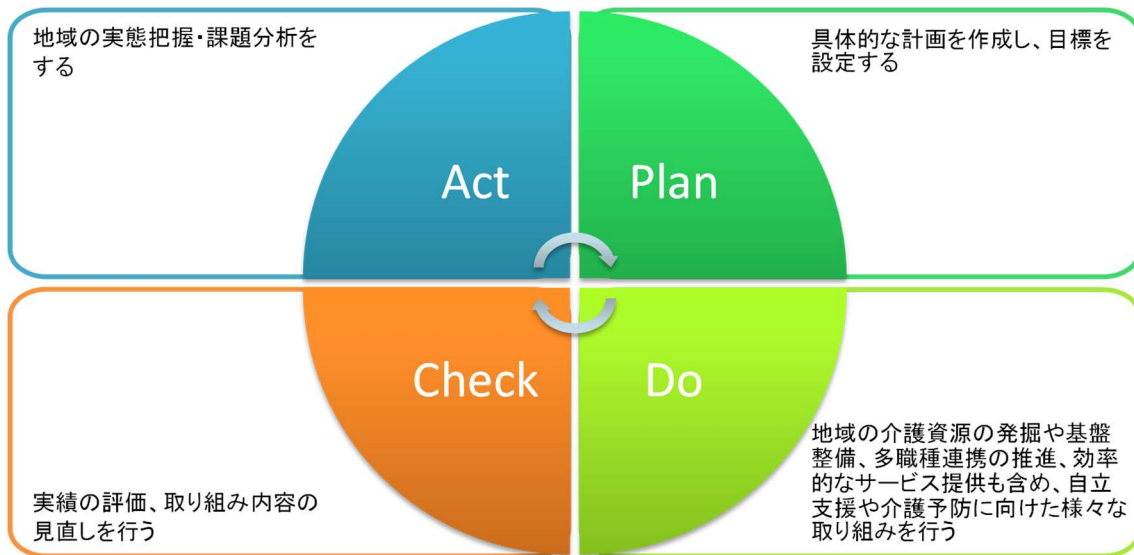 地域の実態把握・課題分析を
する
具体的な計画を作成し、目標を
設定する
Act
Plan
Check
Do
実績の評価、取り組み内容の
見直しを行う
地域の介護資源の発掘や基盤
整備、多職種連携の推進、効率
的なサービス提供も含め、自立
支援や介護予防に向けた様々な
取り組みを行う